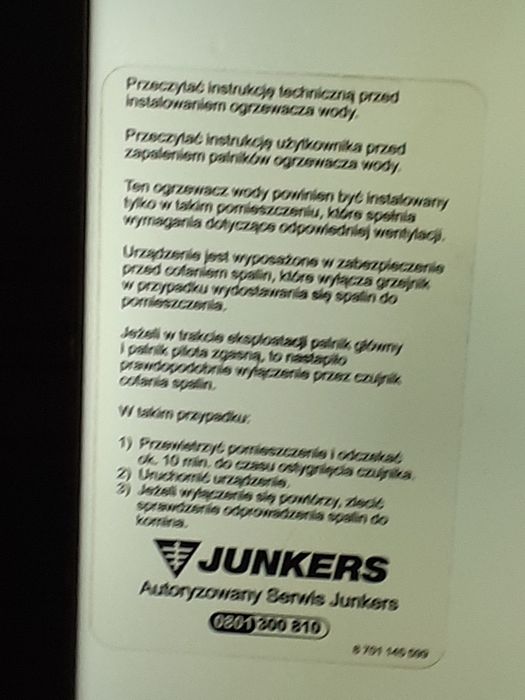 Przeczytać instrukcję techniczną przed
instalowaniem ogrzewacza wody.
Przeczytać instrukcję użytkownika przed
zapaleniem palników ogrzewacza wody.
Ten ogrzewacz wody powinien być instalowany
tylko w takim pomieszczeniu, które spełnia
wymagania dotyczące odpowiedniej wentylacji.
Urządzenie jest wyposażone w zabezpieczenie
przed cofaniem spalin, które wyłącza grzejnik
w przypadku wydostawania się spalin do
pomieszczenia.
Jeżeli w trakcie eksploatacji palnik główny
i palnik pilota zgasną, to nastąpiło
prawdopodobnie wyłączenie przez czujnik
cofania spalin.
W takim przypadku:
1) Przewietrzyć pomieszczenie i odczekać
ok. 10 min. do czasu ostygnięcia czujnika.
2) Uruchomić urządzenie.
3) Jeżeli wyłączenie się powtórzy, zlecić
sprawdzenie odprowadzenia spalin do
komina.
JUNKERS
Autoryzowany Serwis Junkers
0801 300 810
8 701 145 599